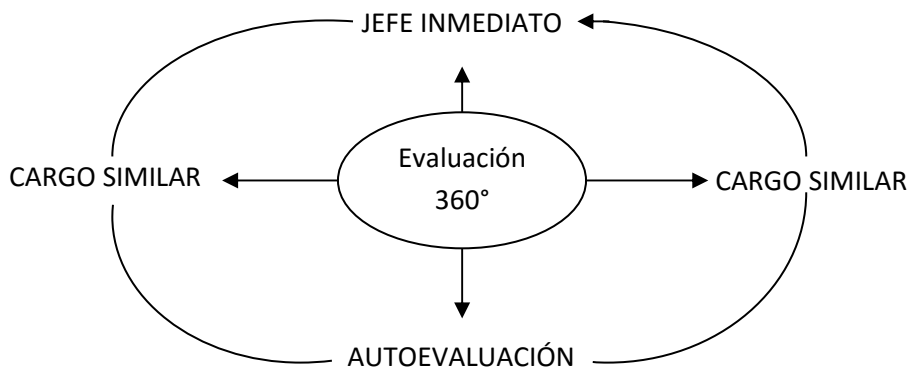 JEFE INMEDIATO
Evaluación
360°
CARGO SIMILAR
CARGO SIMILAR
AUTOEVALUACIÓN